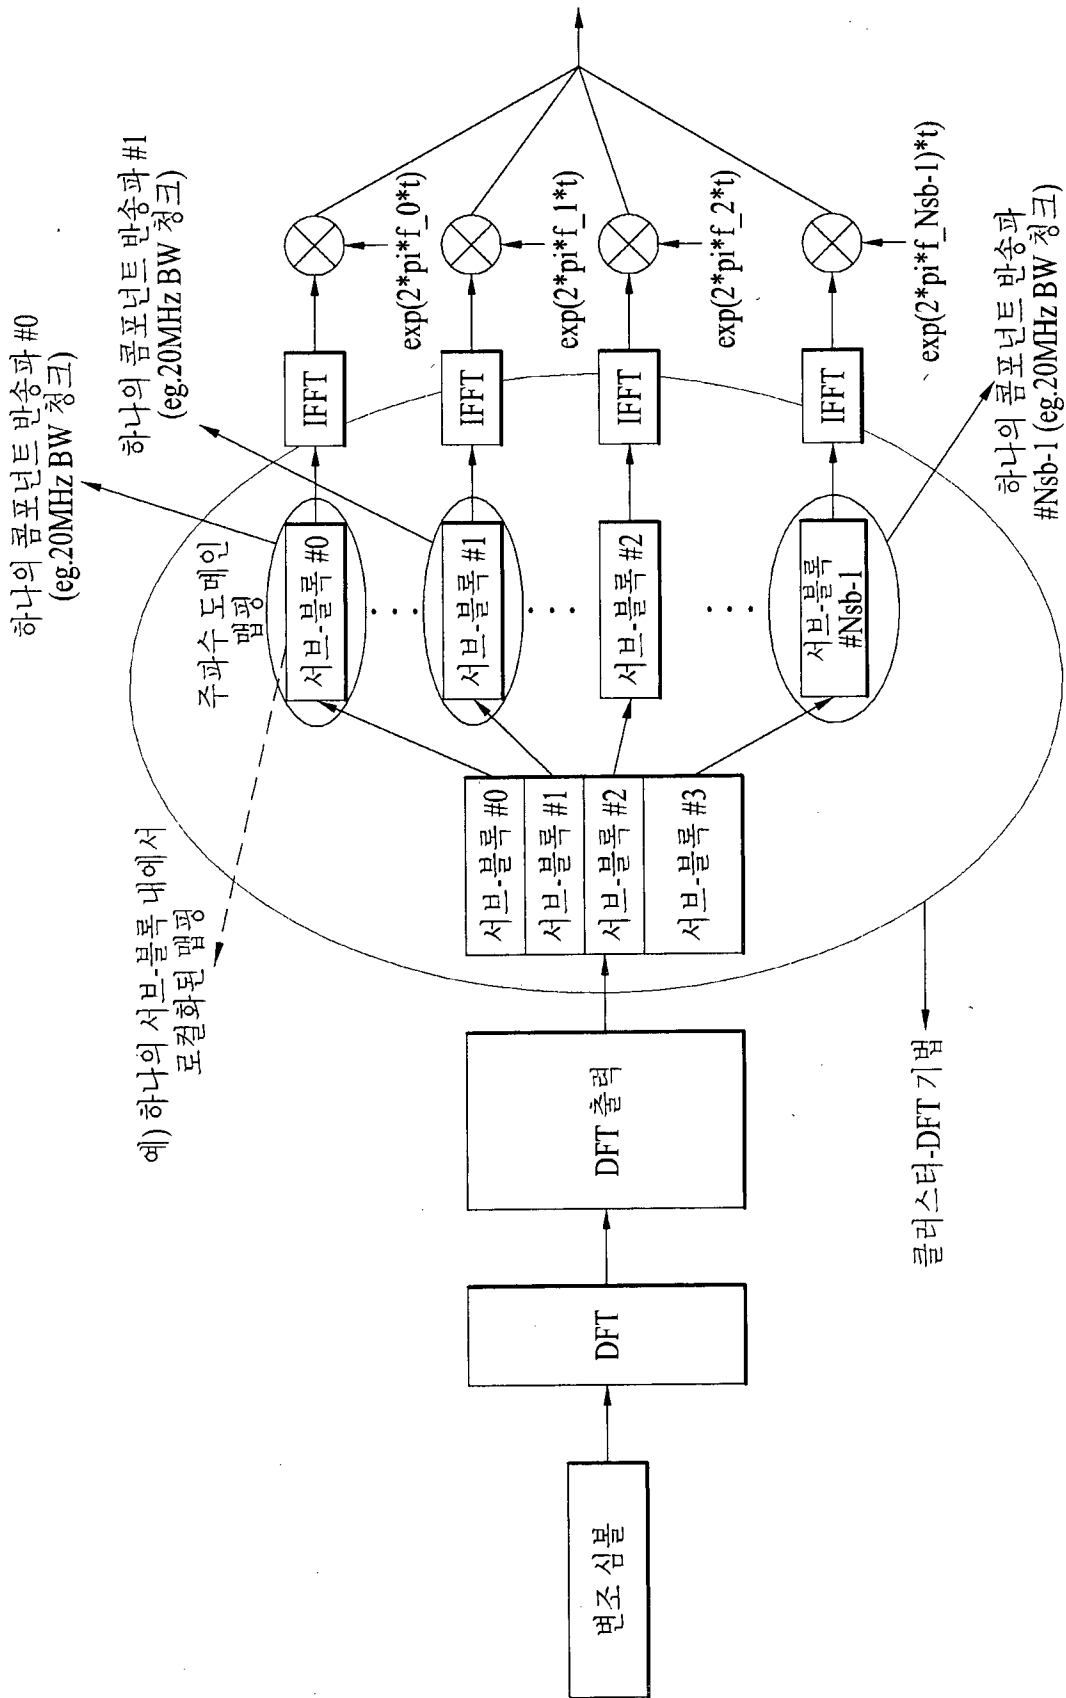 변조 심볼
DFT
DFT 출력
서브-블록 #0
서브-블록 #1
서브-블록 #2
서브-블록 #3
예) 하나의 서브-블록 내에서
로컬화된 맵핑
클러스터-DFT 기법
주파수 도메인
맵핑
서브-블록 #0
서브-블록 #1
서브-블록 #2
서브-블록
#Nsb-1
하나의 콤포넌트 반송파 #0
(eg.20MHz BW 청크)
하나의 콤포넌트 반송파 #1
(eg.20MHz BW 청크)
하나의 콤포넌트 반송파
#Nsb-1 (eg.20MHz BW 청크)
IFFT
IFFT
IFFT
IFFT
exp(2*pi*f_0*t)
exp(2*pi*f_1*t)
exp(2*pi*f_2*t)
exp(2*pi*f_Nsb-1)*t)